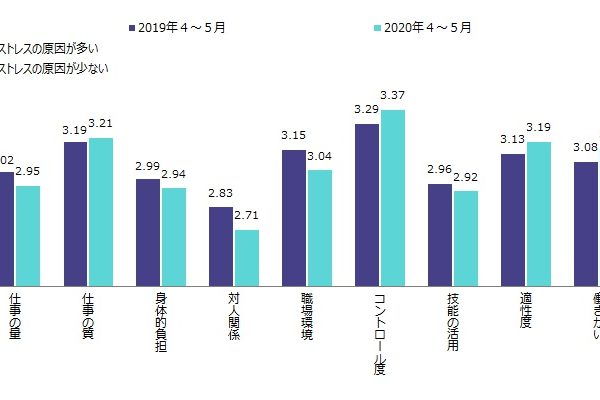 2019年４～５月
2020年４～５月
ストレスの原因が多い
ストレスの原因が少ない
02
2.95
3.19
3.21
2.99
2.94
2.83
2.71
3.15
3.04
3.29
3.37
2.96
2.92
3.13
3.19
3.08
仕事の量
仕事の質
身体的負担
対人関係
職場環境
コントロール度
技能の活用
適性度
働きがい